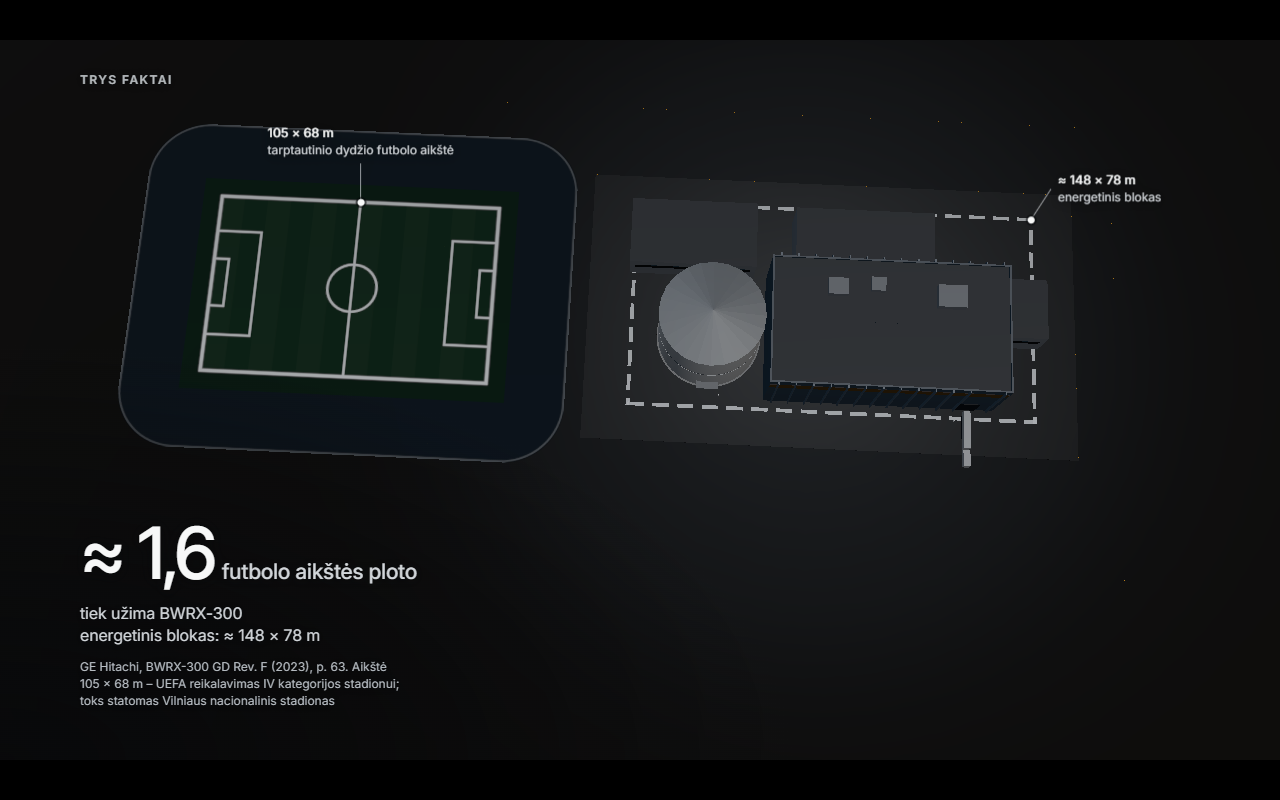 TRYS FAKTAI
105 × 68 m
tarptautinio dydžio futbolo aikštė
≈ 148 × 78 m
energetinis blokas
≈ 1,6 futbolo aikštės ploto
tiek užima BWRX-300
energetinis blokas: ≈ 148 × 78 m
GE Hitachi, BWRX-300 GD Rev. F (2023), p. 63. Aikštė
105 × 68 m – UEFA reikalavimas IV kategorijos stadionui;
toks statomas Vilniaus nacionalinis stadionas